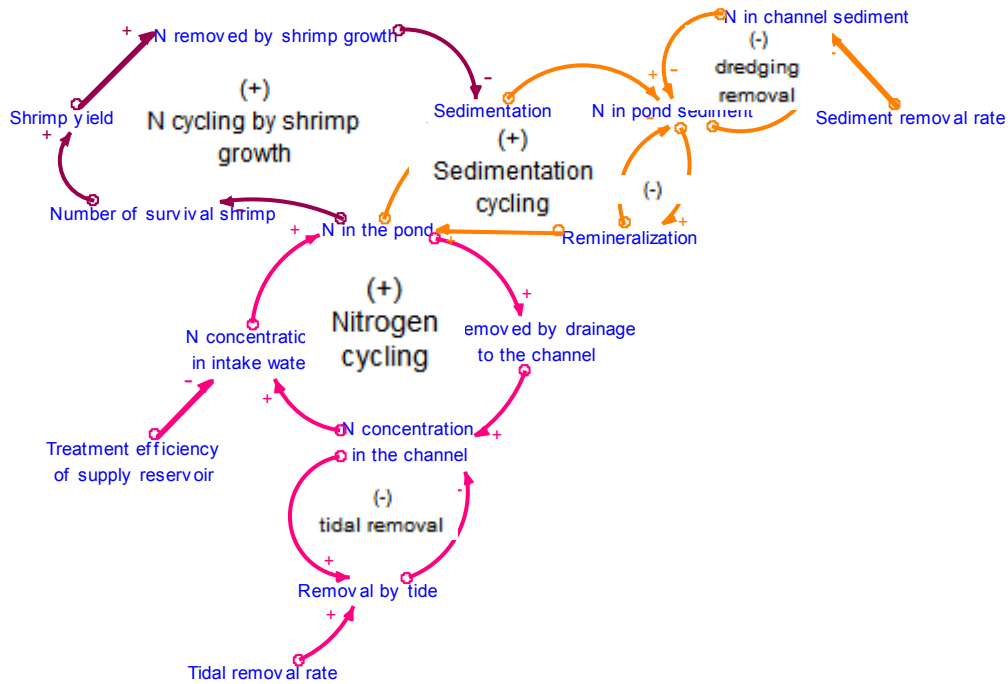 N in channel sediment
N removed by shrimp growth
(-)
dredging
removal
(+)
N cycling by shrimp
growth
Shrimp yield
Sedimentation
N in pond sediment
Sediment removal rate
(+)
Sedimentation
cycling
(-)
Number of survival shrimp
N in the pond
Remineralization
(+)
Nitrogen
cycling
N concentratic
in intake wate
emoved by drainage
to the channel
N concentration
in the channel
Treatment efficiency
of supply reservoir
(-)
tidal removal
Removal by tide
Tidal removal rate